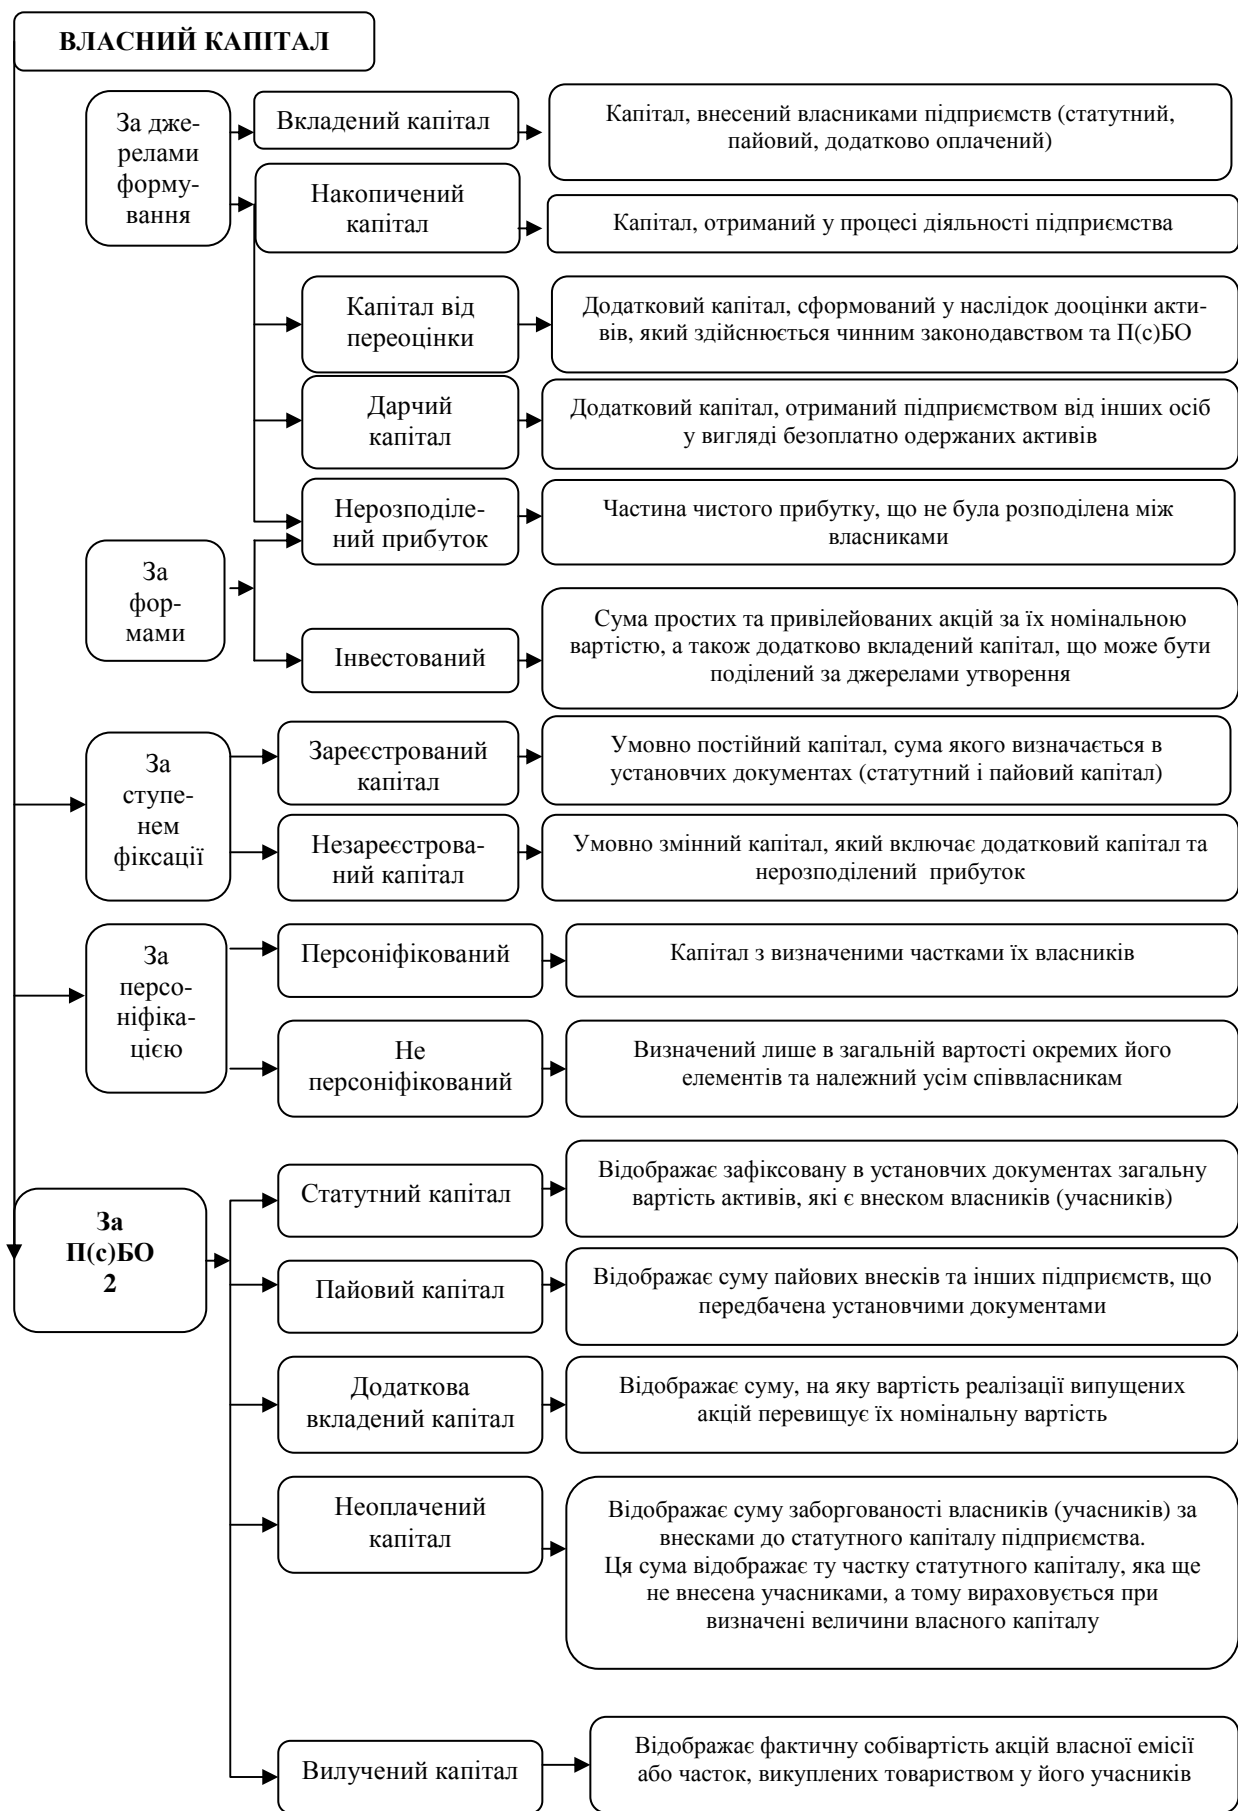 ВЛАСНИЙ КАПІТАЛ
За дже-
релами
форму-
вання
Вкладений капітал
Капітал, внесений власниками підприємств (статутний,
пайовий, додатково оплачений)
Накопичений
капітал
Капітал, отриманий у процесі діяльності підприємства
Капітал від
переоцінки
Додатковий капітал, сформований у наслідок дооцінки акти-
вів, який здійснюється чинним законодавством та П(с)БО
Дарчий
капітал
Додатковий капітал, отриманий підприємством від інших осіб
у вигляді безоплатно одержаних активів
Нерозподіле-
ний прибуток
Частина чистого прибутку, що не була розподілена між
власниками
За
фор-
мами
Інвестований
Сума простих та привілейованих акцій за їх номінальною
вартістю, а також додатково вкладений капітал, що може бути
поділений за джерелами утворення
За
ступе-
нем
фіксації
Зареєстрований
капітал
Умовно постійний капітал, сума якого визначається в
установчих документах (статутний і пайовий капітал)
Незареєстрова-
ний капітал
Умовно змінний капітал, який включає додатковий капітал та
нерозподілений прибуток
За
персо-
ніфіка-
цією
Персоніфікований
Капітал з визначеними частками їх власників
Не
персоніфікований
Визначений лише в загальній вартості окремих його
елементів та належний усім співвласникам
За
П(с)БО
2
Статутний капітал
Відображає зафіксовану в установчих документах загальну
вартість активів, які є внеском власників (учасників)
Пайовий капітал
Відображає суму пайових внесків та інших підприємств, що
передбачена установчими документами
Додаткова
вкладений капітал
Відображає суму, на яку вартість реалізації випущених
акцій перевищує їх номінальну вартість
Неоплачений
капітал
Відображає суму заборгованості власників (учасників) за
внесками до статутного капіталу підприємства.
Ця сума відображає ту частку статутного капіталу, яка ще
не внесена учасниками, а тому вираховується при
визначені величини власного капіталу
Вилучений капітал
Відображає фактичну собівартість акцій власної емісії
або часток, викуплених товариством у його учасників